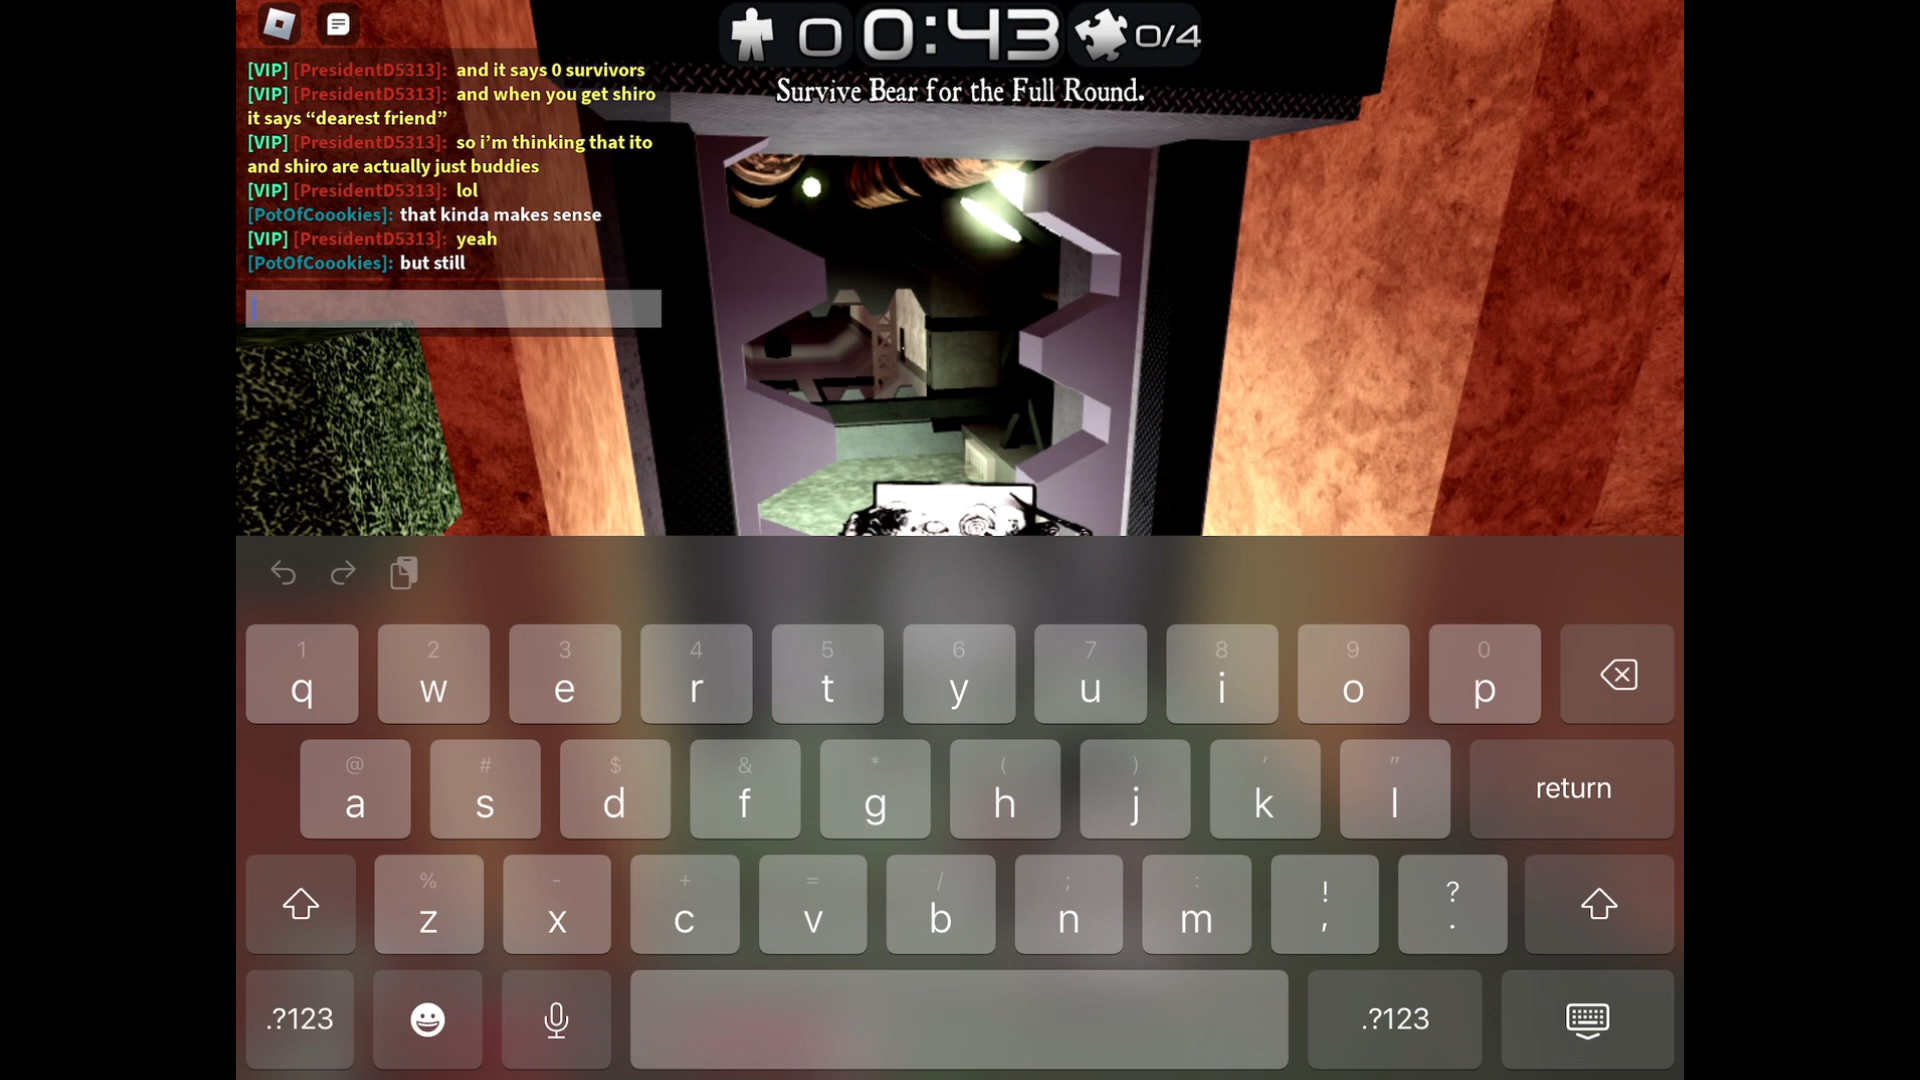 0 0:43 0/4
Survive Bear for the Full Round.
[VIP] [PresidentD5313]: and it says 0 survivors
[VIP] [PresidentD5313]: and when you get shiro
it says “dearest friend”
[VIP] [PresidentD5313]: so i’m thinking that ito
and shiro are actually just buddies
[VIP] [PresidentD5313]: lol
[PotOfCoookies]: that kinda makes sense
[VIP] [PresidentD5313]: yeah
[PotOfCoookies]: but still
1 2 3 4 5 6 7 8 9 0
q w e r t y u i o p
@ # $ & * ( ) ' "
a s d f g h j k l return
% - + = / ; : ! ?
z x c v b n m , .
.?123 .?123